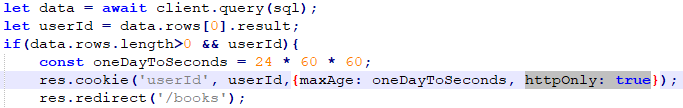 let data = await client.query(sql);
let userId = data.rows[0].result;
if(data.rows.length>0 && userId){
const oneDayToSeconds = 24 * 60 * 60;
res.cookie('userId', userId,{maxAge: oneDayToSeconds, httpOnly: true});
res.redirect('/books');